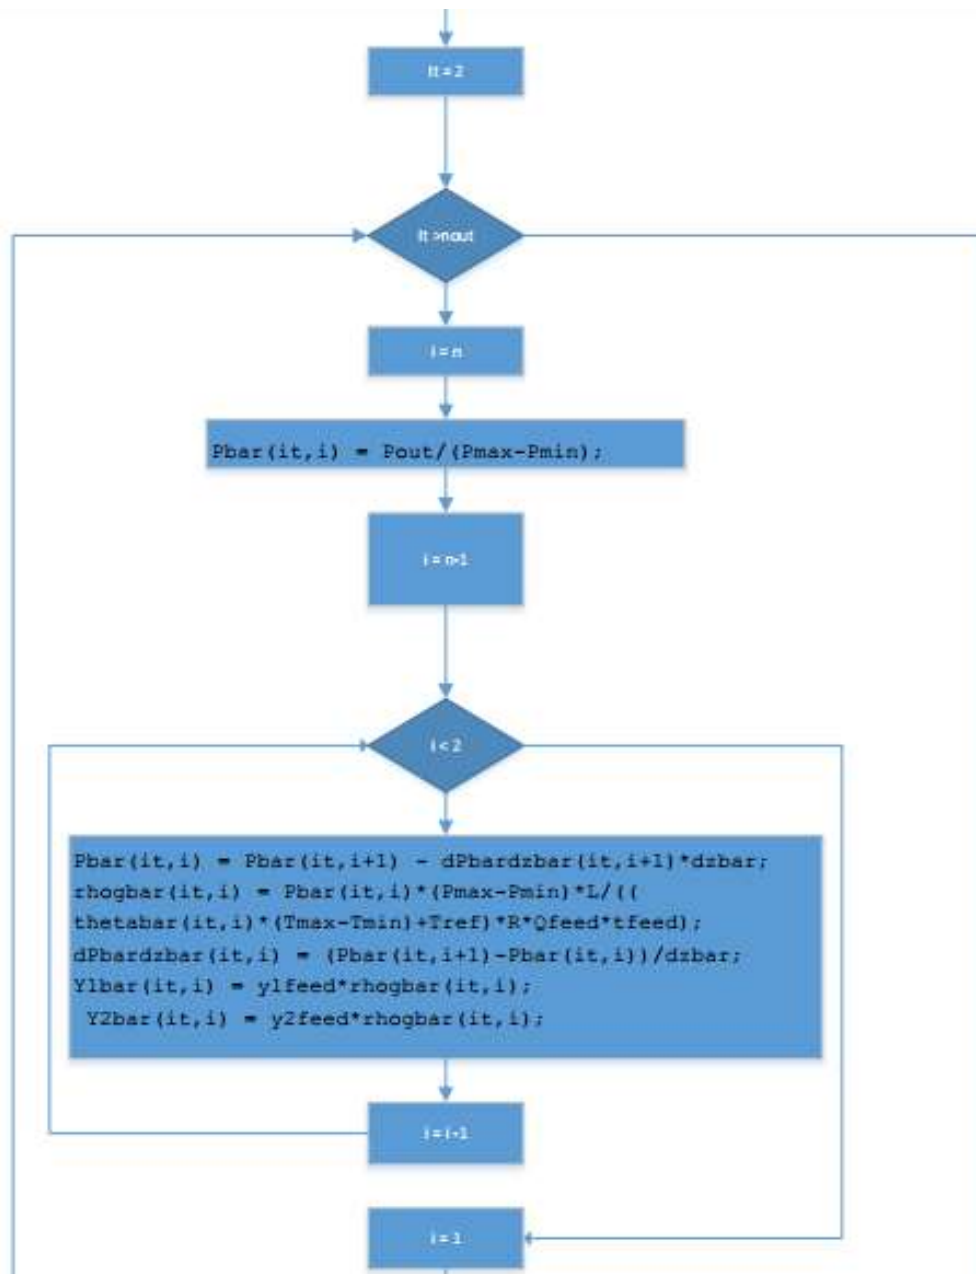 It = 2
It >nout
i = n
Pbar(it,i) = Pout/(Pmax-Pmin);
i = n-1
i < 2
Pbar(it,i) = Pbar(it,i+1) - dPbardzbar(it,i+1)*dzbar;
rhogbar(it,i) = Pbar(it,i)*(Pmax-Pmin)*L/((
thetabar(it,i)*(Tmax-Tmin)+Tref)*R*Qfeed*tfeed);
dPbardzbar(it,i) = (Pbar(it,i+1)-Pbar(it,i))/dzbar;
Y1bar(it,i) = y1feed*rhogbar(it,i);
Y2bar(it,i) = y2feed*rhogbar(it,i);
i = 1